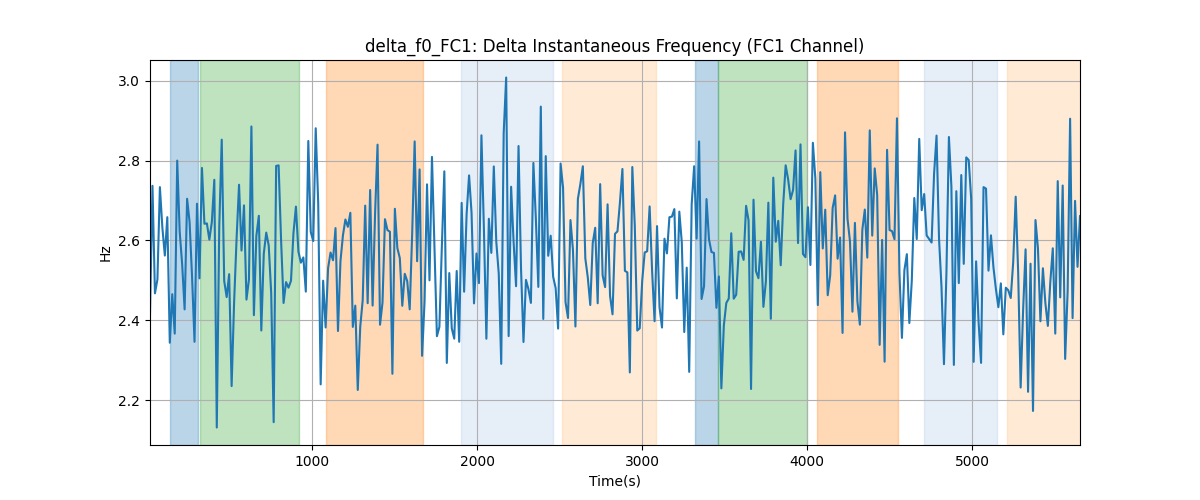 delta_f0_FC1: Delta Instantaneous Frequency (FC1 Channel)
3.0
2.8
2.6
2.4
2.2
Hz
1000 2000 3000 4000 5000
Time(s)